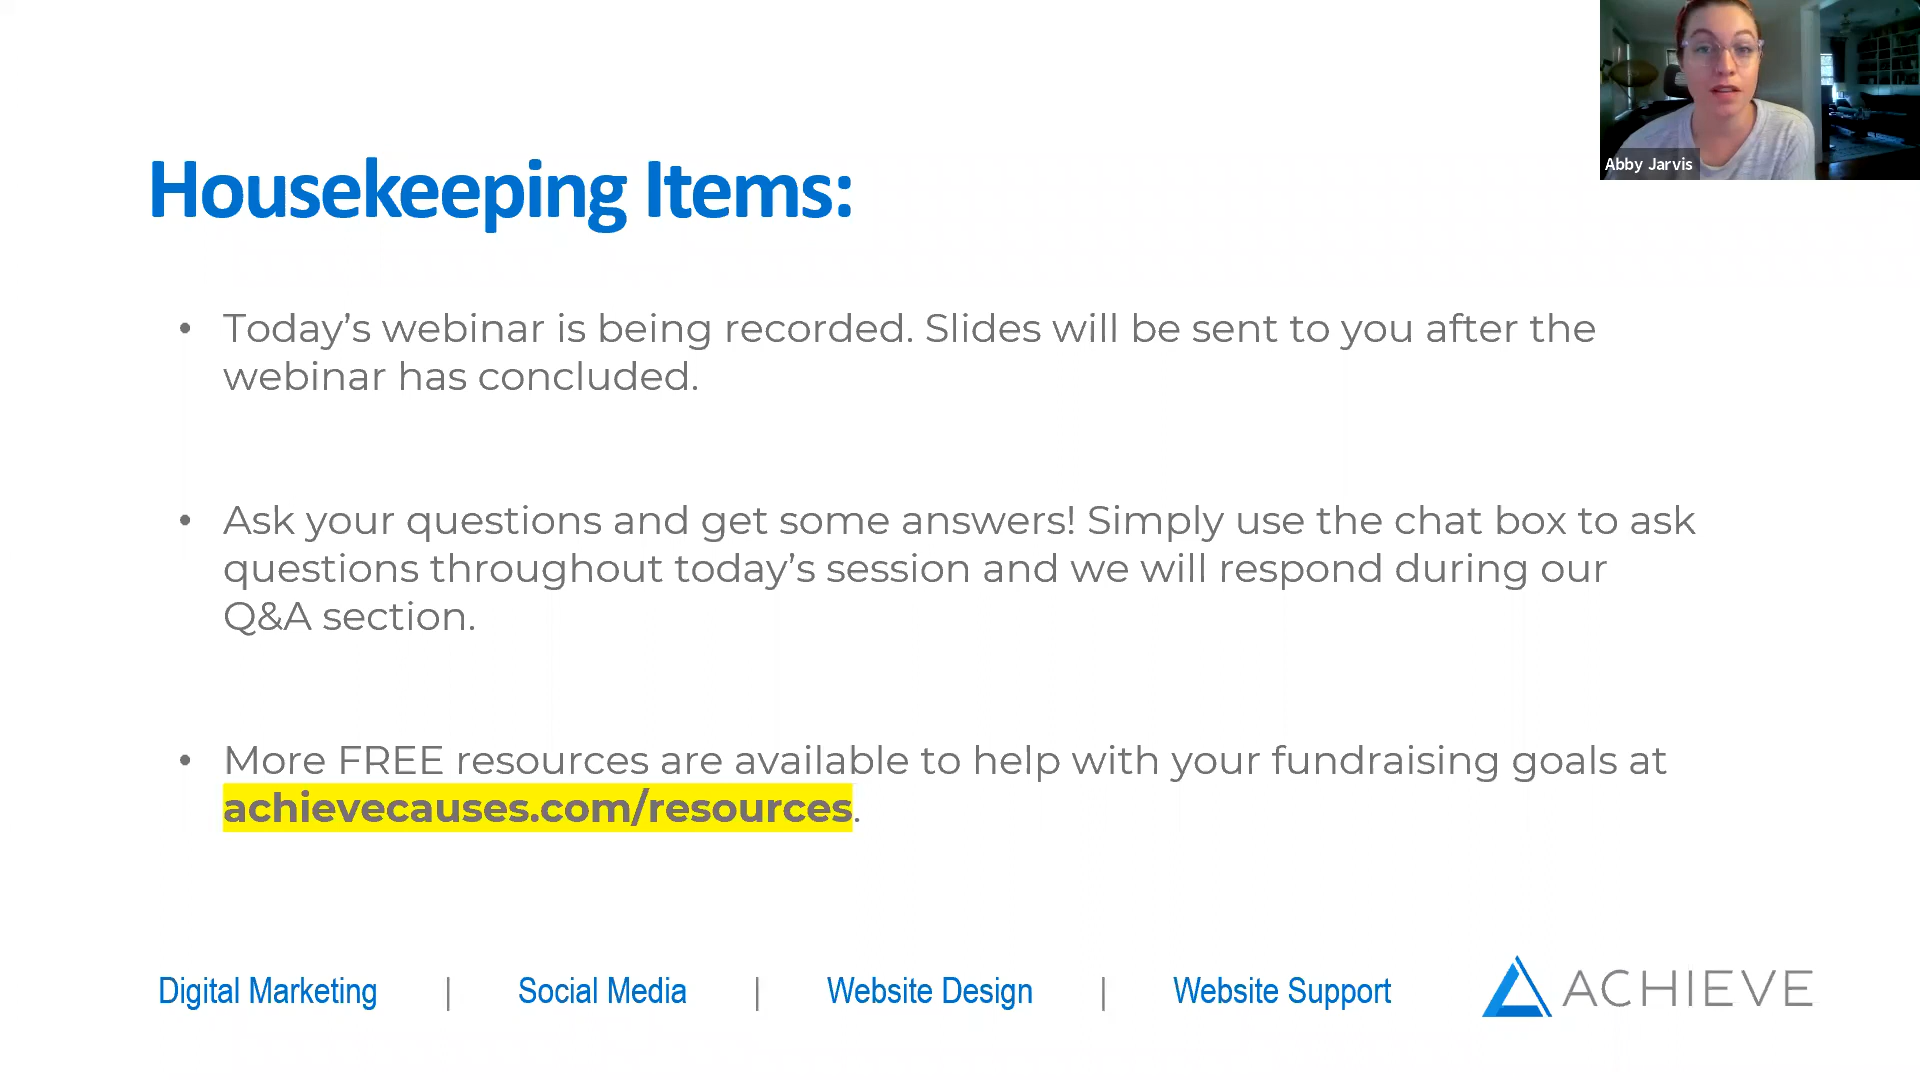 Abby Jarvis
Housekeeping Items:
• Today’s webinar is being recorded. Slides will be sent to you after the
webinar has concluded.
• Ask your questions and get some answers! Simply use the chat box to ask
questions throughout today’s session and we will respond during our
Q&A section.
• More FREE resources are available to help with your fundraising goals at
achievecauses.com/resources.
Digital Marketing | Social Media | Website Design | Website Support
ACHIEVE